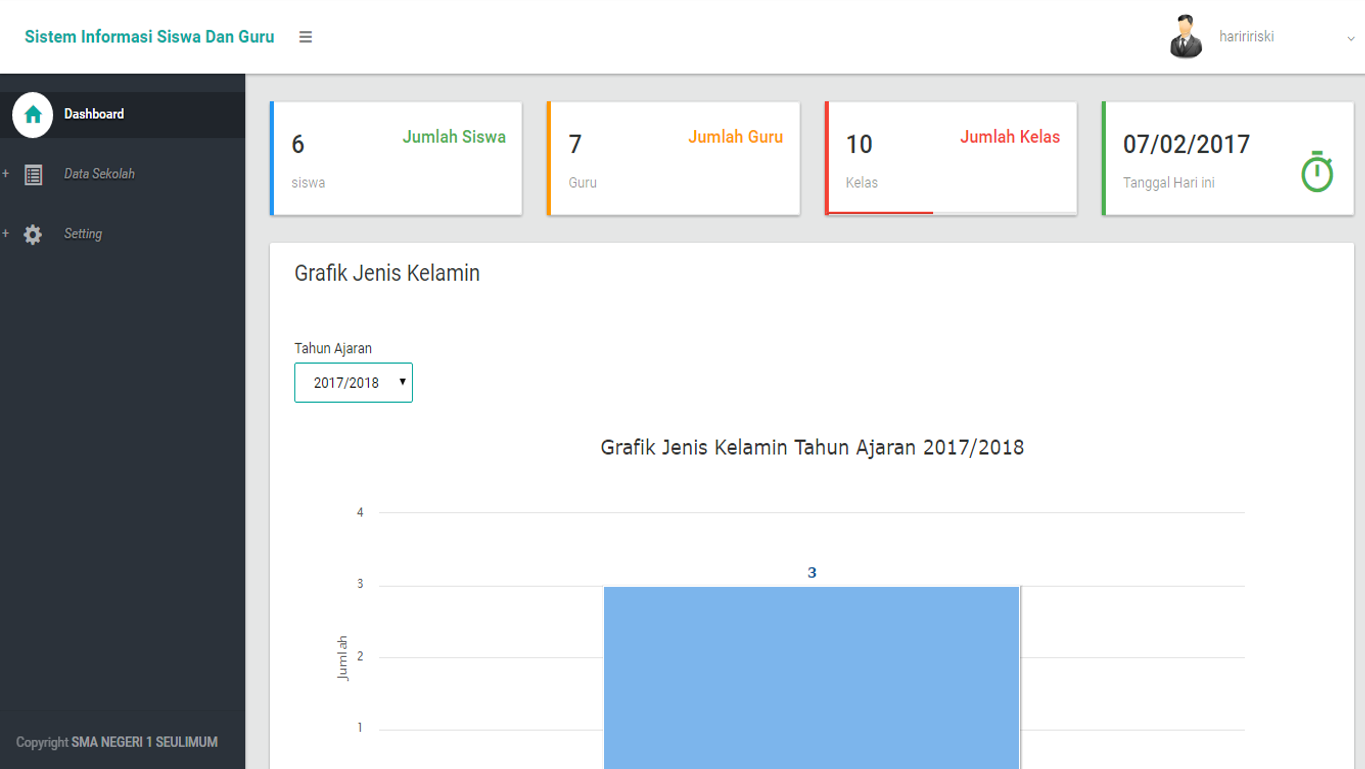 Sistem Informasi Siswa Dan Guru
hariririski
Dashboard
+ Data Sekolah
+ Setting
Copyright SMA NEGERI 1 SEULIMUM
6 Jumlah Siswa
siswa
7 Jumlah Guru
Guru
10 Jumlah Kelas
Kelas
07/02/2017
Tanggal Hari ini
Grafik Jenis Kelamin
Tahun Ajaran
2017/2018
Grafik Jenis Kelamin Tahun Ajaran 2017/2018
4
3
3
Jumlah
2
1